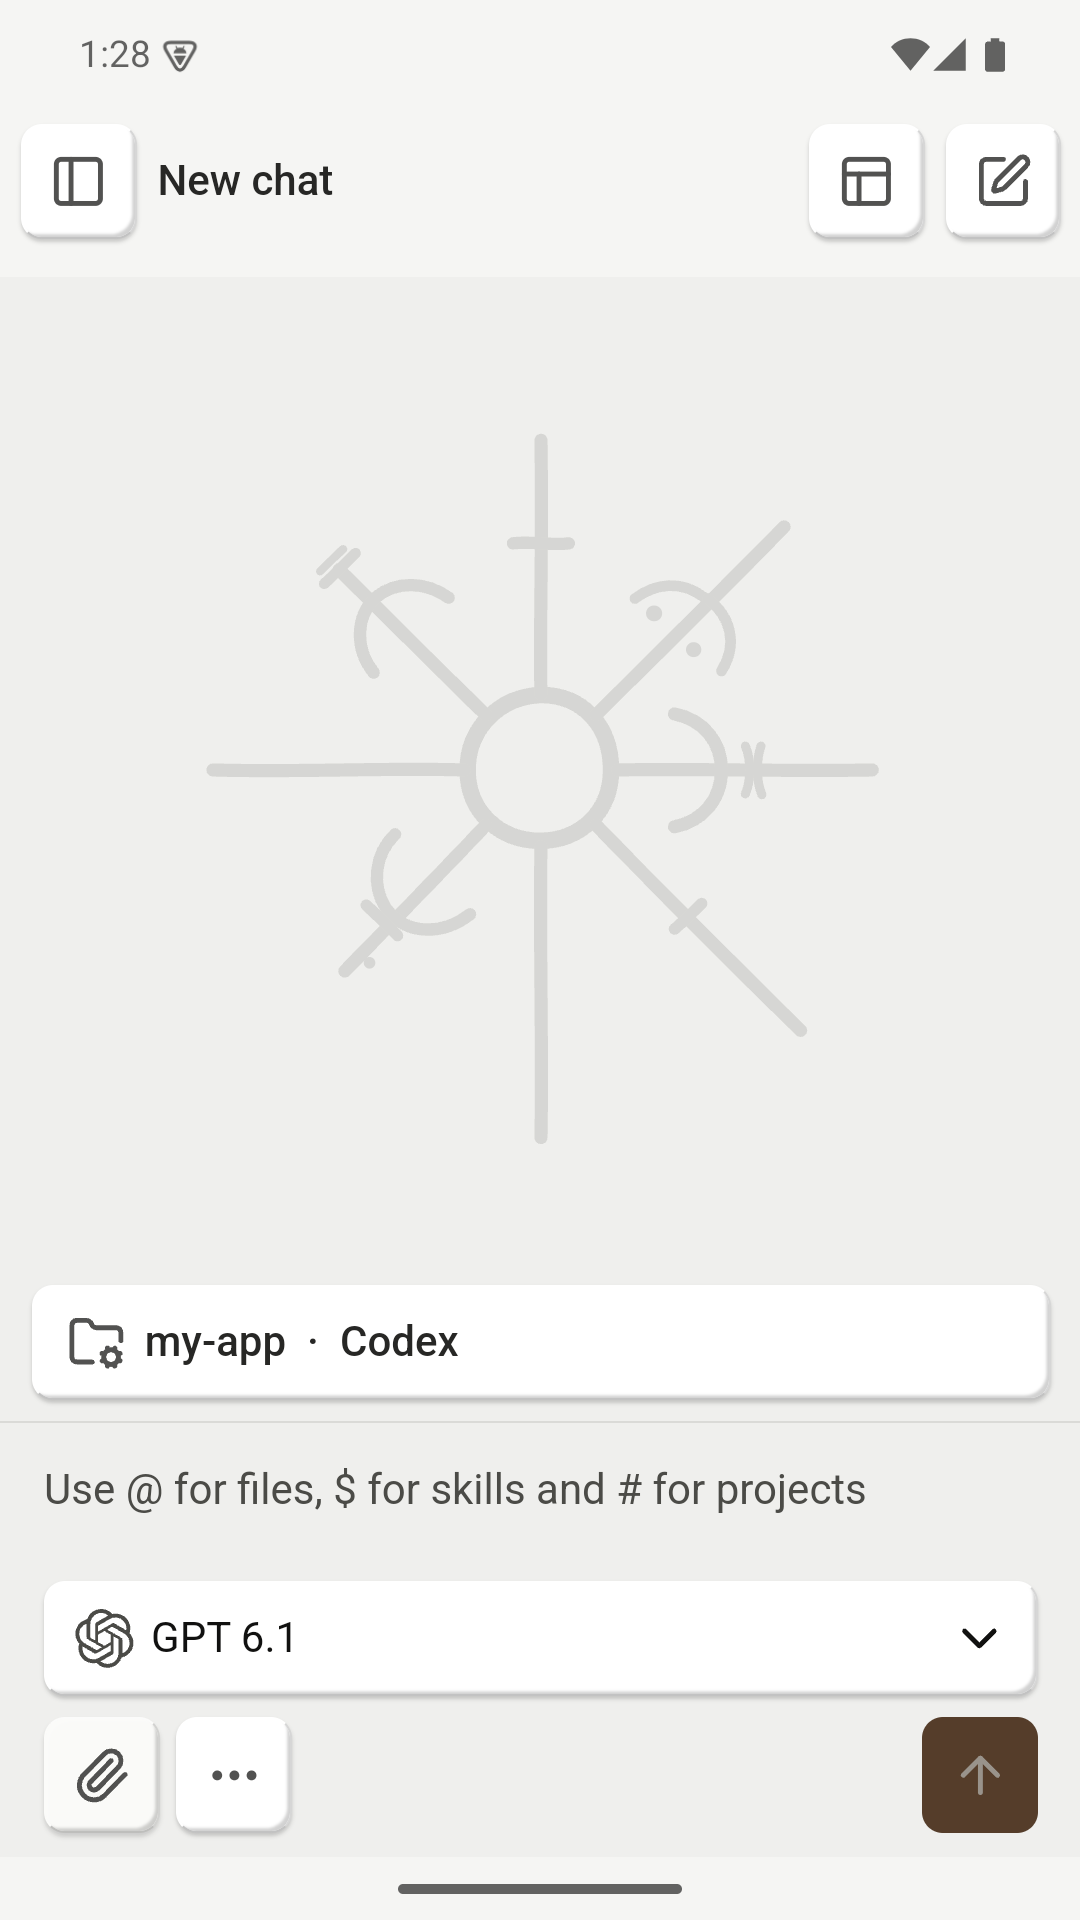 1:28
New chat
my-app · Codex
Use @ for files, $ for skills and # for projects
GPT 6.1